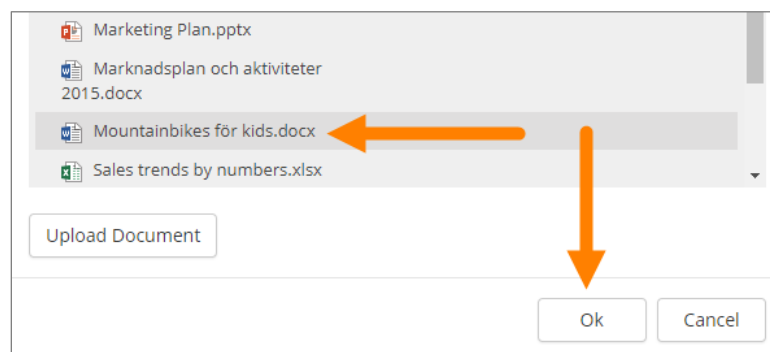 Marketing Plan.pptx
Marknadsplan och aktiviteter
2015.docx
Mountainbikes för kids.docx
Sales trends by numbers.xlsx
Upload Document
Ok
Cancel